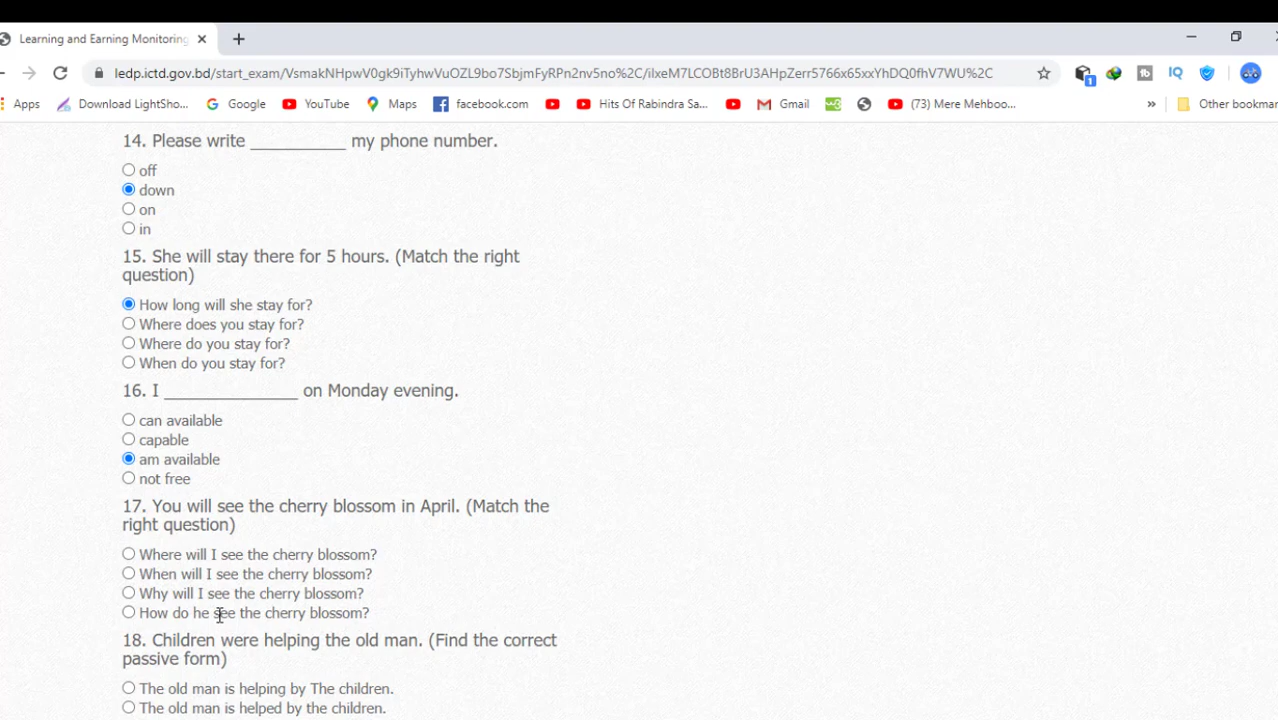 Learning and Earning Monitoring
ledp.ictd.gov.bd/start_exam/VsmakNHpwV0gk9iTyhwVuOZL9bo7SbjmFyRPn2nv5no%2C/iIxeM7LCOBt8BrU3AHpZerr5766x65xxYhDQ0fhV7WU%2C
Apps Download LightSho... Google YouTube Maps facebook.com Hits Of Rabindra Sa... Gmail (73) Mere Mehboo... » Other bookmar
14. Please write __________ my phone number.
off
down
on
in
15. She will stay there for 5 hours. (Match the right
question)
How long will she stay for?
Where does you stay for?
Where do you stay for?
When do you stay for?
16. I ______________ on Monday evening.
can available
capable
am available
not free
17. You will see the cherry blossom in April. (Match the
right question)
Where will I see the cherry blossom?
When will I see the cherry blossom?
Why will I see the cherry blossom?
How do he see the cherry blossom?
18. Children were helping the old man. (Find the correct
passive form)
The old man is helping by The children.
The old man is helped by the children.